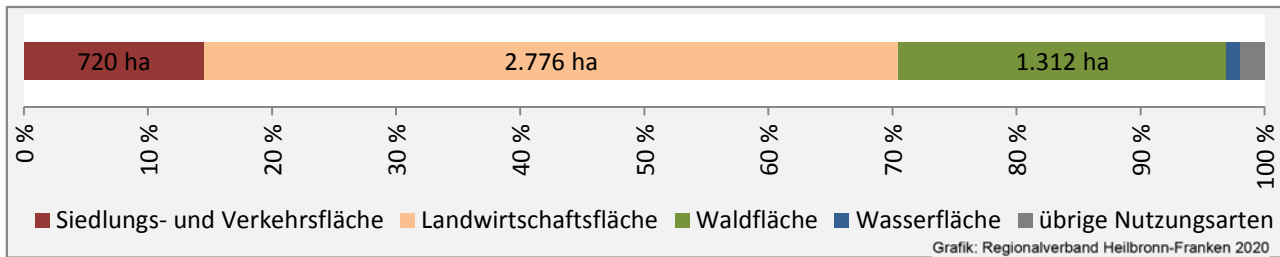 720 ha 2.776 ha 1.312 ha
0 % 10 % 20 % 30 % 40 % 50 % 60 % 70 % 80 % 90 % 100 %
Siedlungs- und Verkehrsfläche Landwirtschaftsfläche Waldfläche Wasserfläche übrige Nutzungsarten
Grafik: Regionalverband Heilbronn-Franken 2020